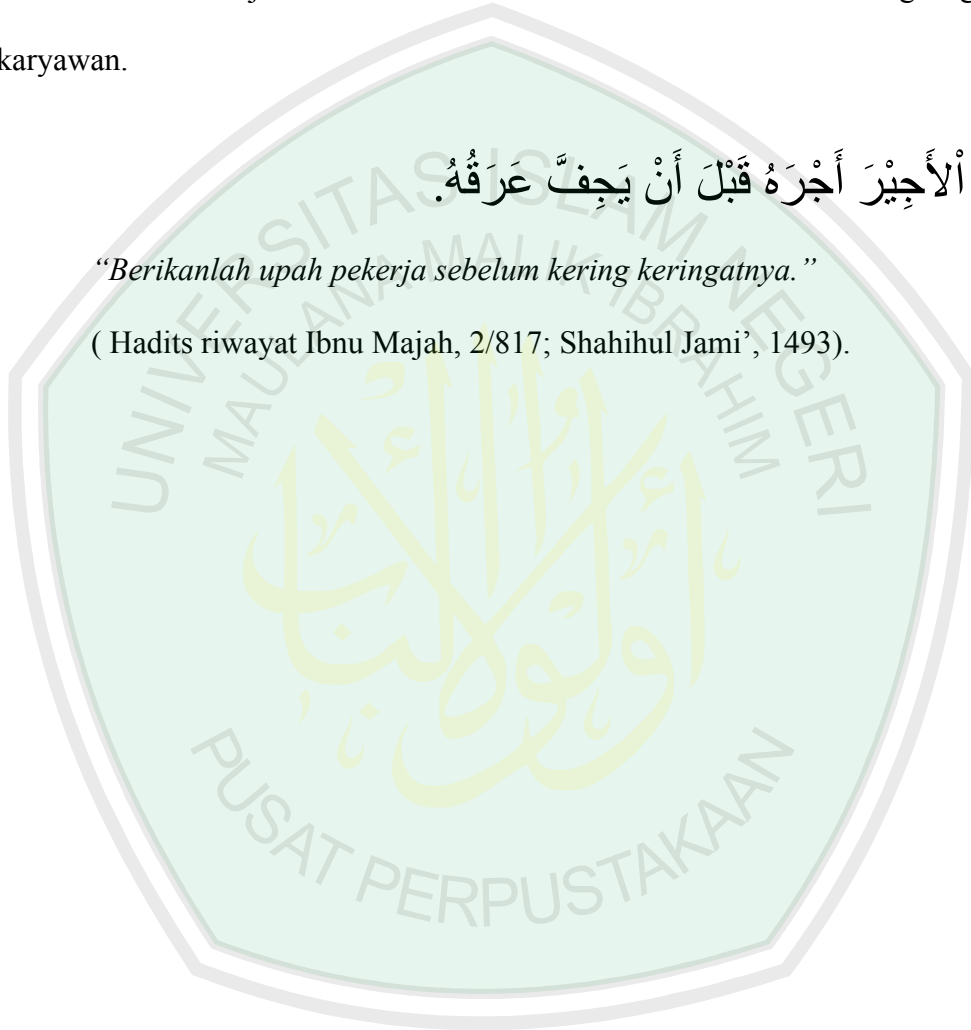 karyawan.
اْلأَجِيْرَ أَجْرَهُ قَبْلَ أَنْ يَجِفَّ عَرَقُهُ.
“Berikanlah upah pekerja sebelum kering keringatnya.”
( Hadits riwayat Ibnu Majah, 2/817; Shahihul Jami’, 1493).
UNIVERSITAS ISLAM NEGERI
MAULANA MALIK IBRAHIM
PUSAT PERPUSTAKAAN